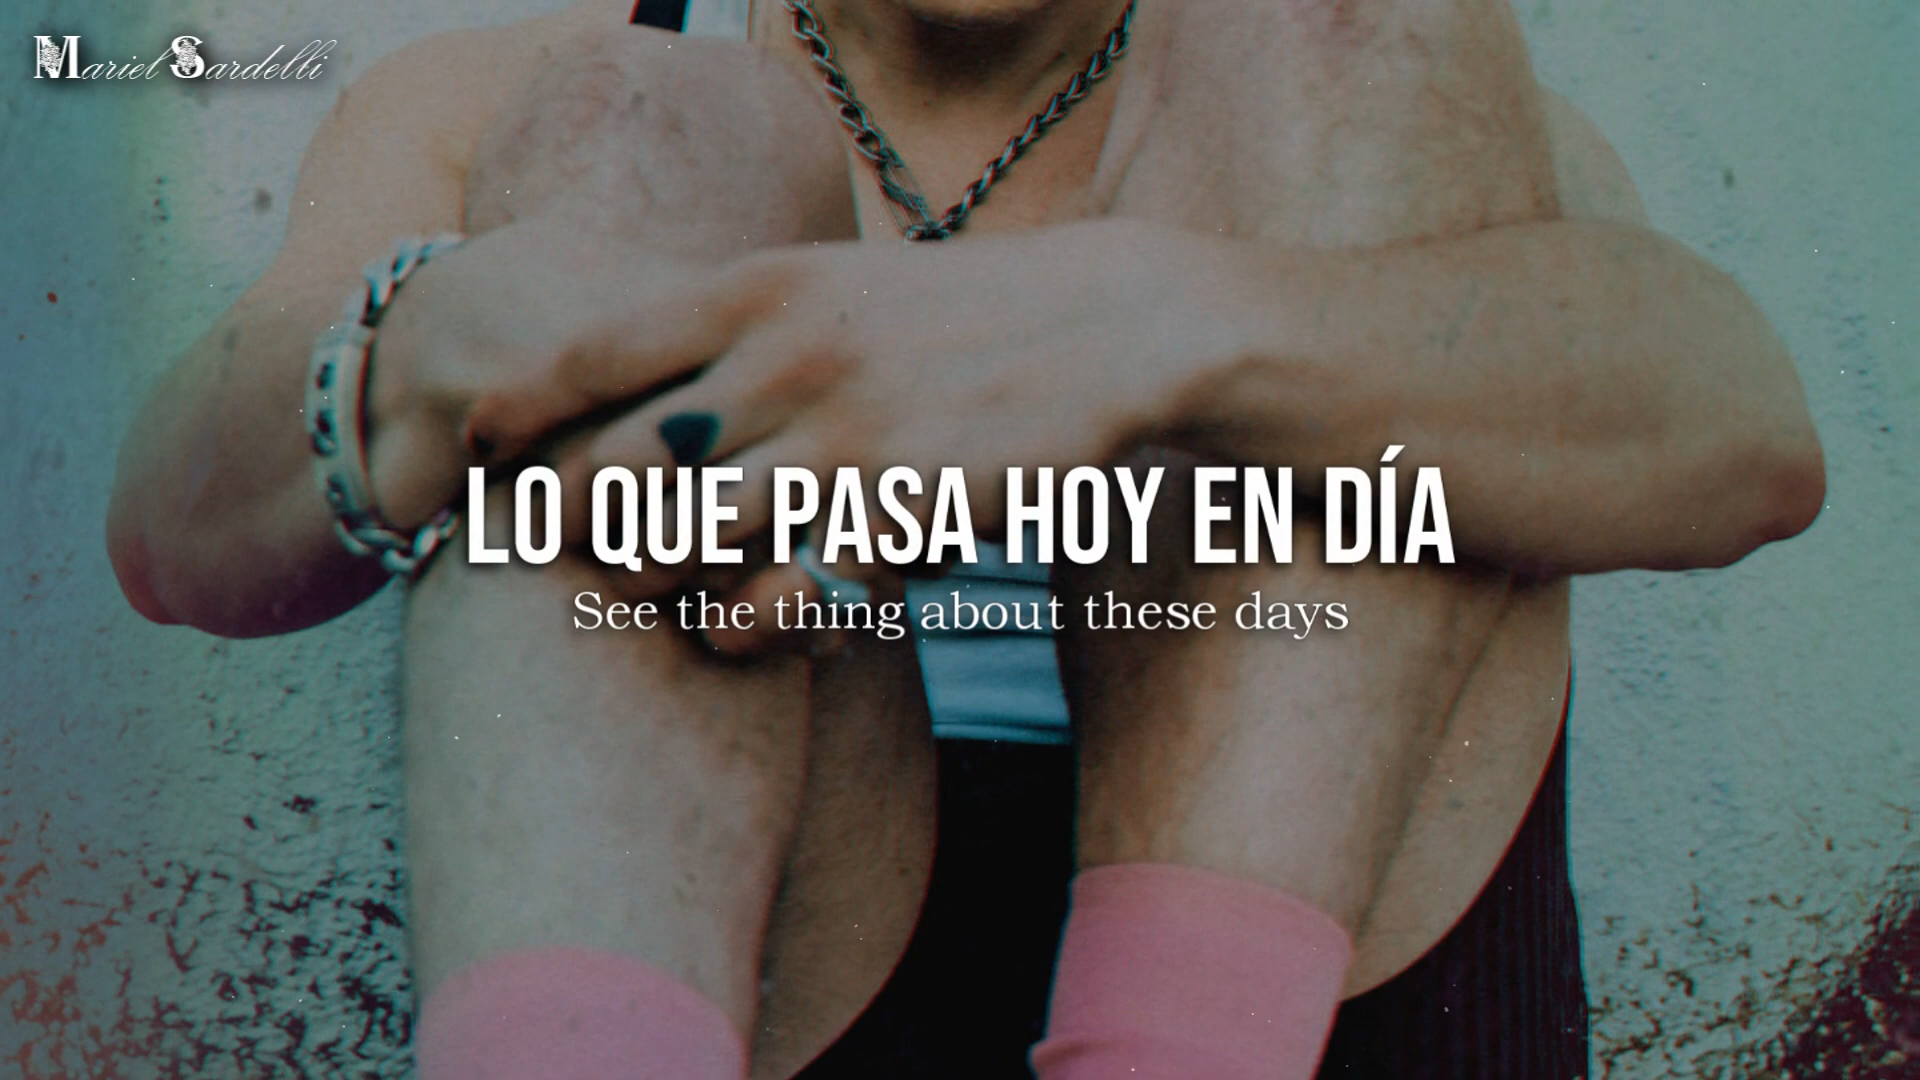 Mariel Sardelli
LO QUE PASA HOY EN DÍA
See the thing about these days